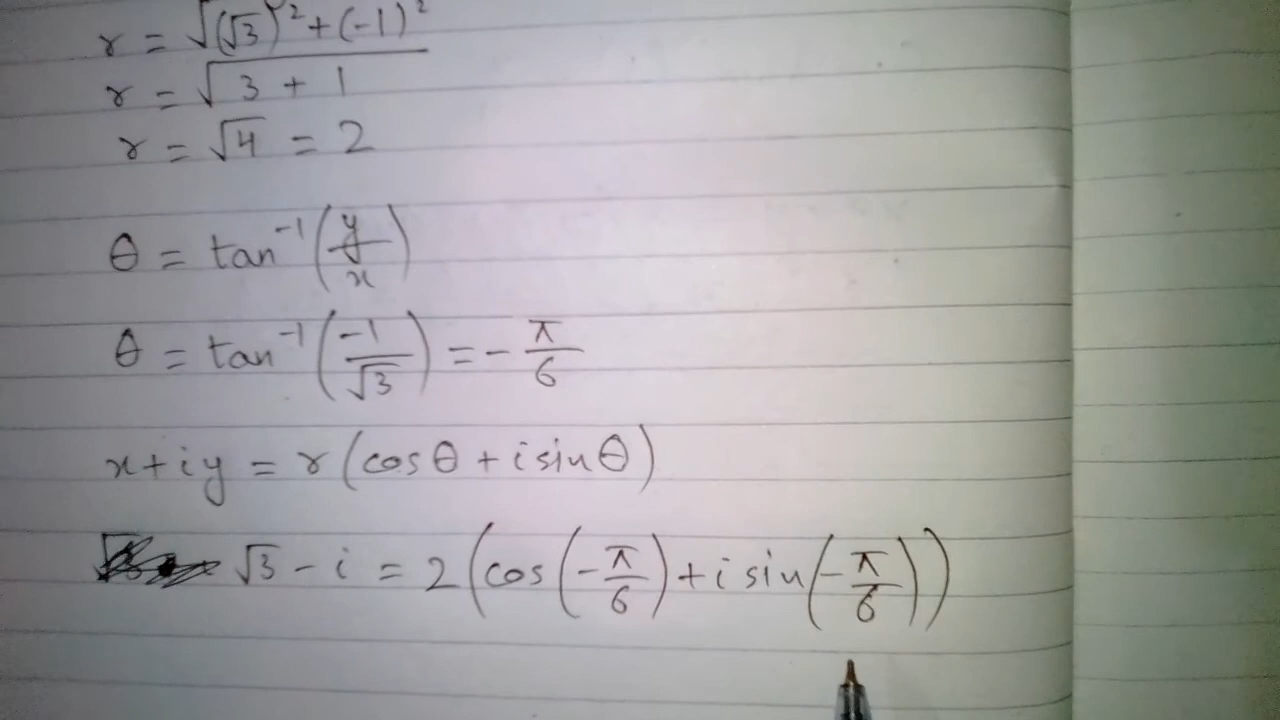 r = √((√3)² + (-1)²)
r = √(3 + 1)
r = √4 = 2
θ = tan⁻¹(y/x)
θ = tan⁻¹(-1/√3) = -π/6
x+iy = r(cosθ + i sinθ)
√3 - i = 2(cos(-π/6) + i sin(-π/6))